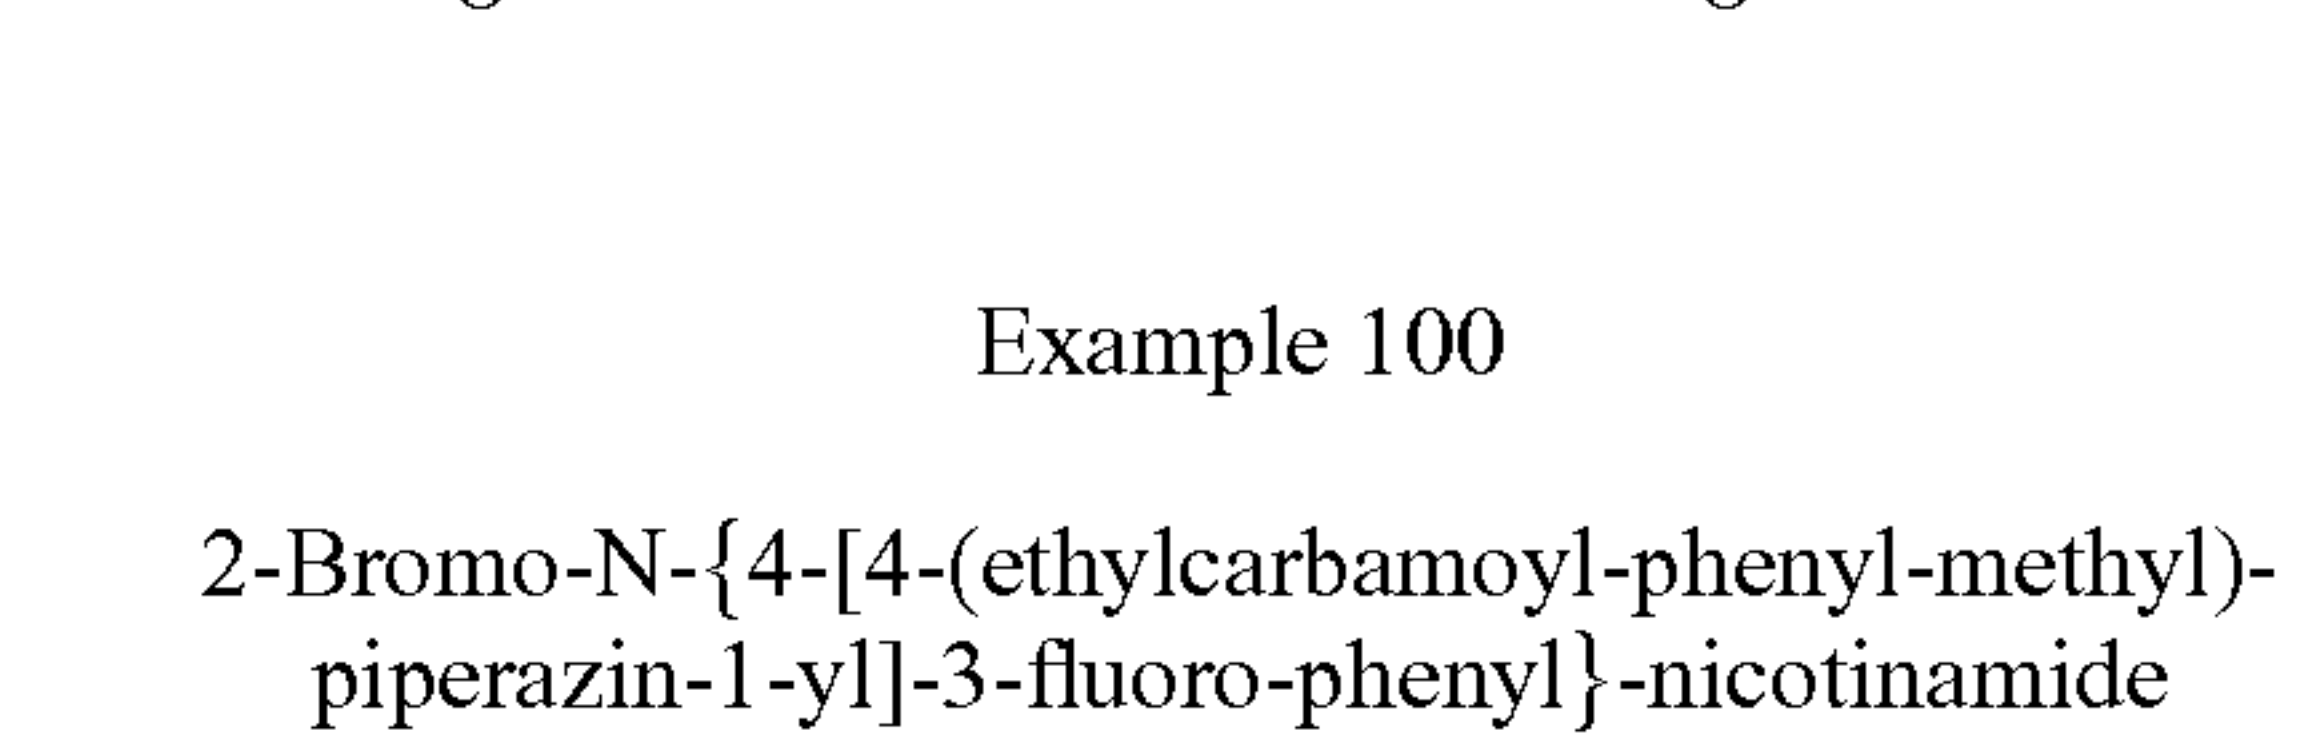 Example 100
2-Bromo-N-{4-[4-(ethylcarbamoyl-phenyl-methyl)-
piperazin-1-yl]-3-fluoro-phenyl}-nicotinamide